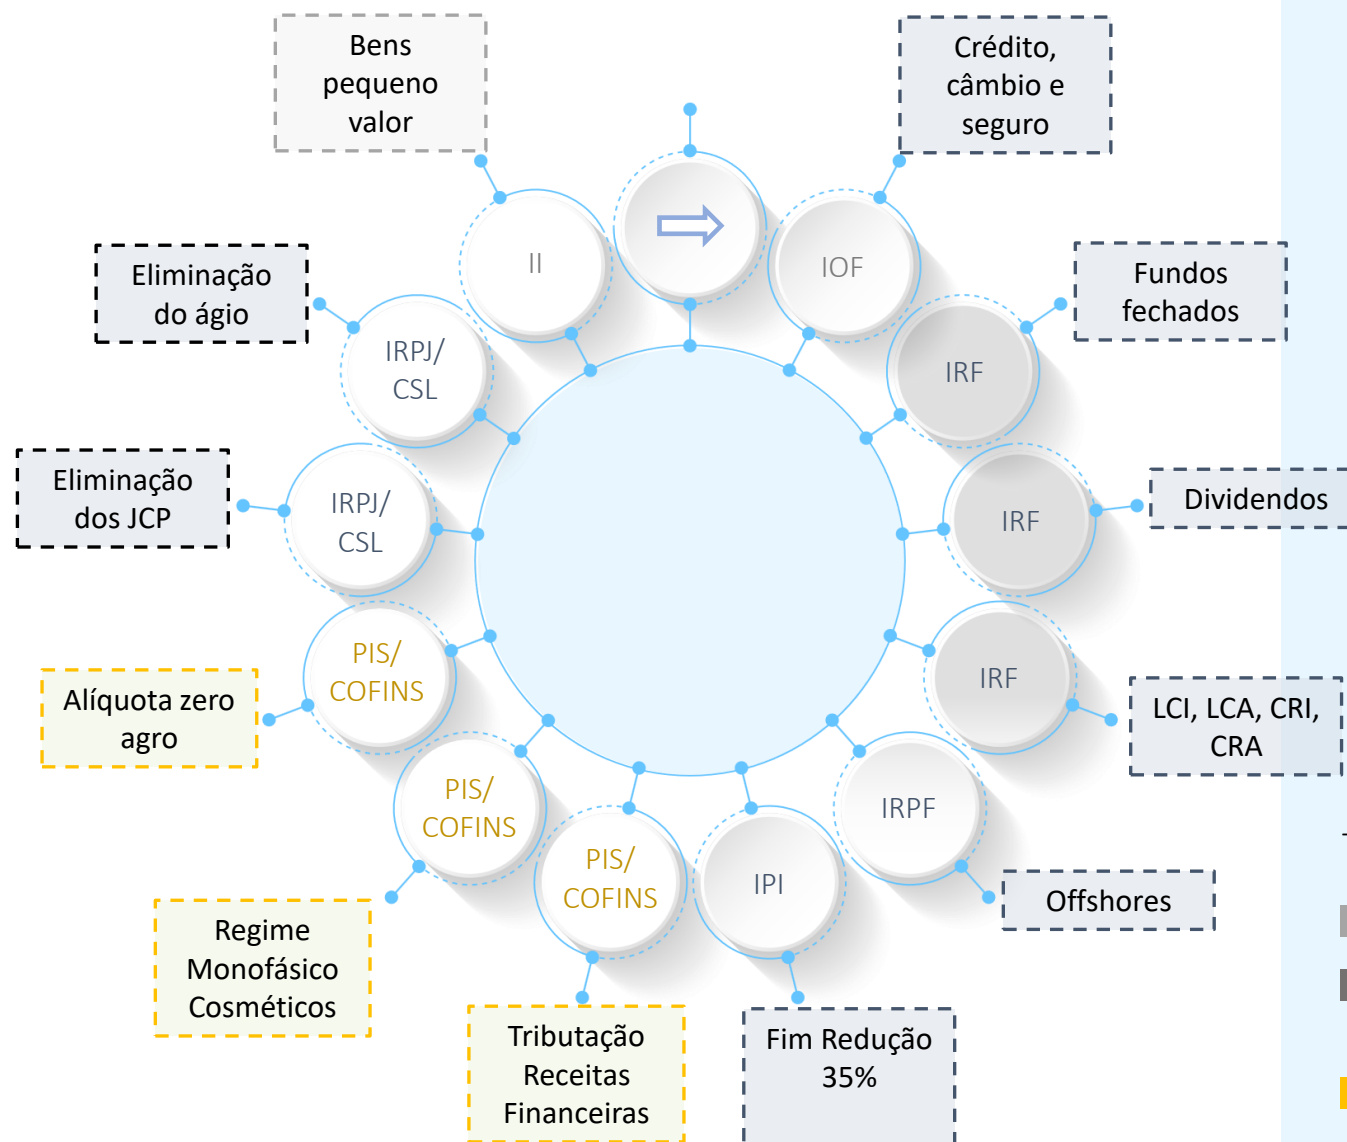 Bens
pequeno
valor
Crédito,
câmbio e
seguro
II
IOF
Eliminação
do ágio
Fundos
fechados
IRPJ/
CSL
IRF
Eliminação
dos JCP
IRPJ/
CSL
IRF
Dividendos
Alíquota zero
agro
PIS/
COFINS
IRF
LCI, LCA, CRI,
CRA
PIS/
COFINS
IRPF
Regime
Monofásico
Cosméticos
PIS/
COFINS
IPI
Offshores
Tributação
Receitas
Financeiras
Fim Redução
35%